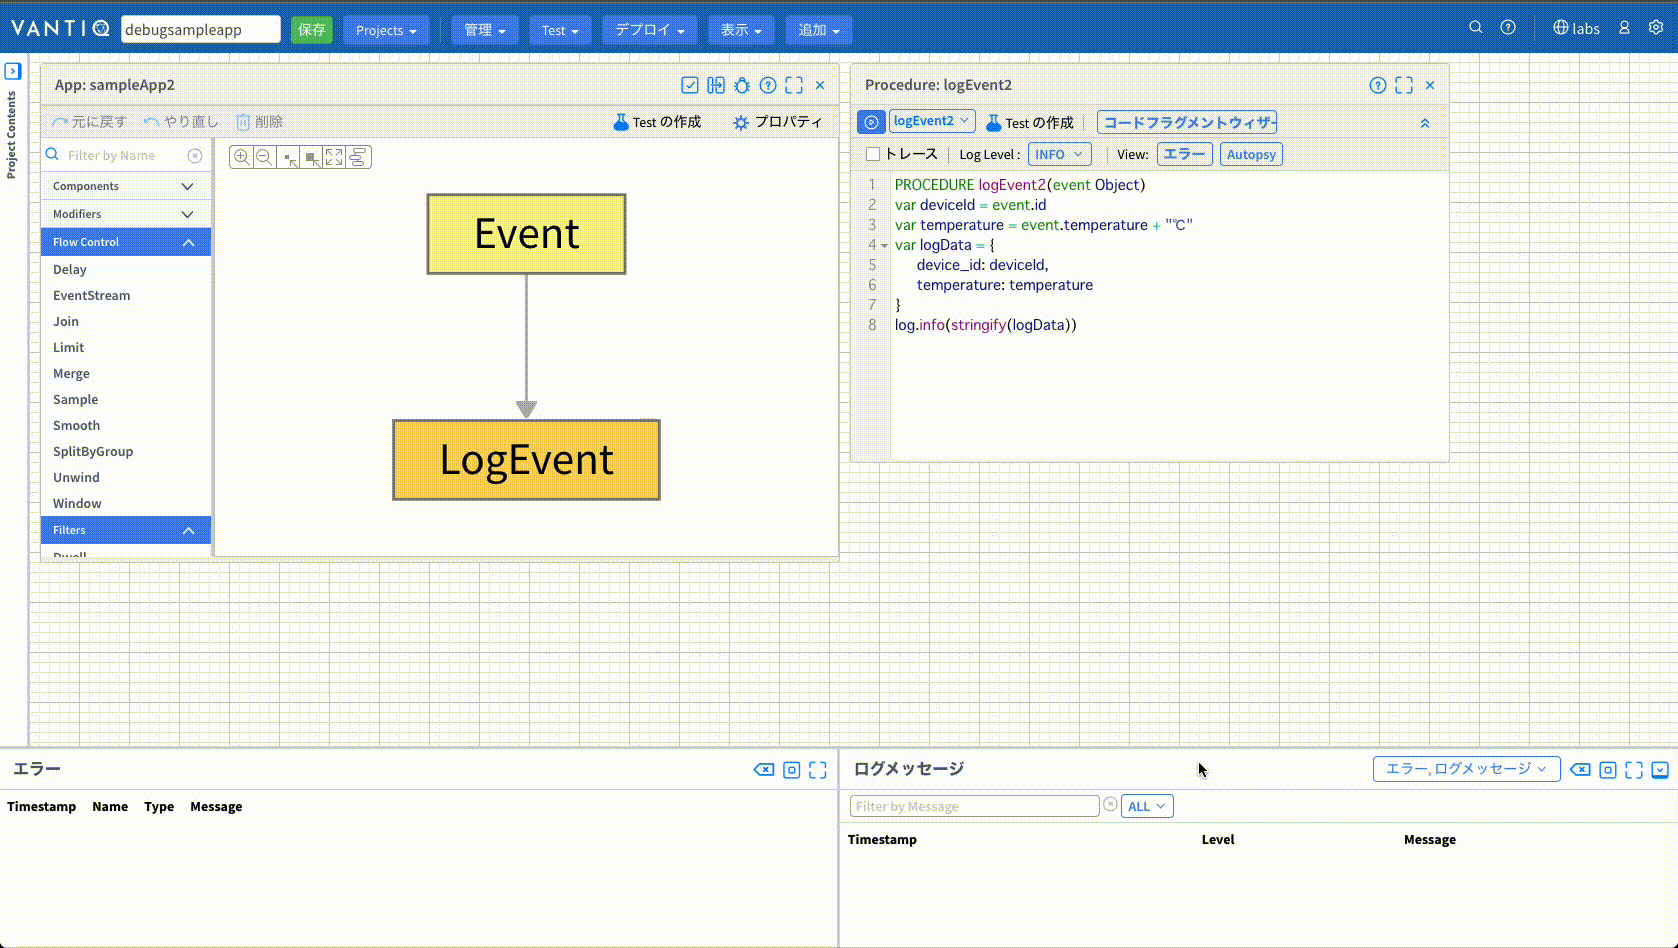 VANTIQ debugsampleapp 保存 Projects 管理 Test デプロイ 表示 追加 labs
Project Contents
App: sampleApp2
元に戻す やり直し 削除 Test の作成 プロパティ
Filter by Name
Components
Modifiers
Flow Control
Delay
EventStream
Join
Limit
Merge
Sample
Smooth
SplitByGroup
Unwind
Window
Filters
Dwell
Event
LogEvent
Procedure: logEvent2
logEvent2 Test の作成 コードフラグメントウィザー
トレース Log Level : INFO View: エラー Autopsy
1 PROCEDURE logEvent2(event Object)
2 var deviceId = event.id
3 var temperature = event.temperature + "℃"
4 var logData = {
5 device_id: deviceId,
6 temperature: temperature
7 }
8 log.info(stringify(logData))
エラー
Timestamp Name Type Message
ログメッセージ エラー, ログメッセージ
Filter by Message ALL
Timestamp Level Message